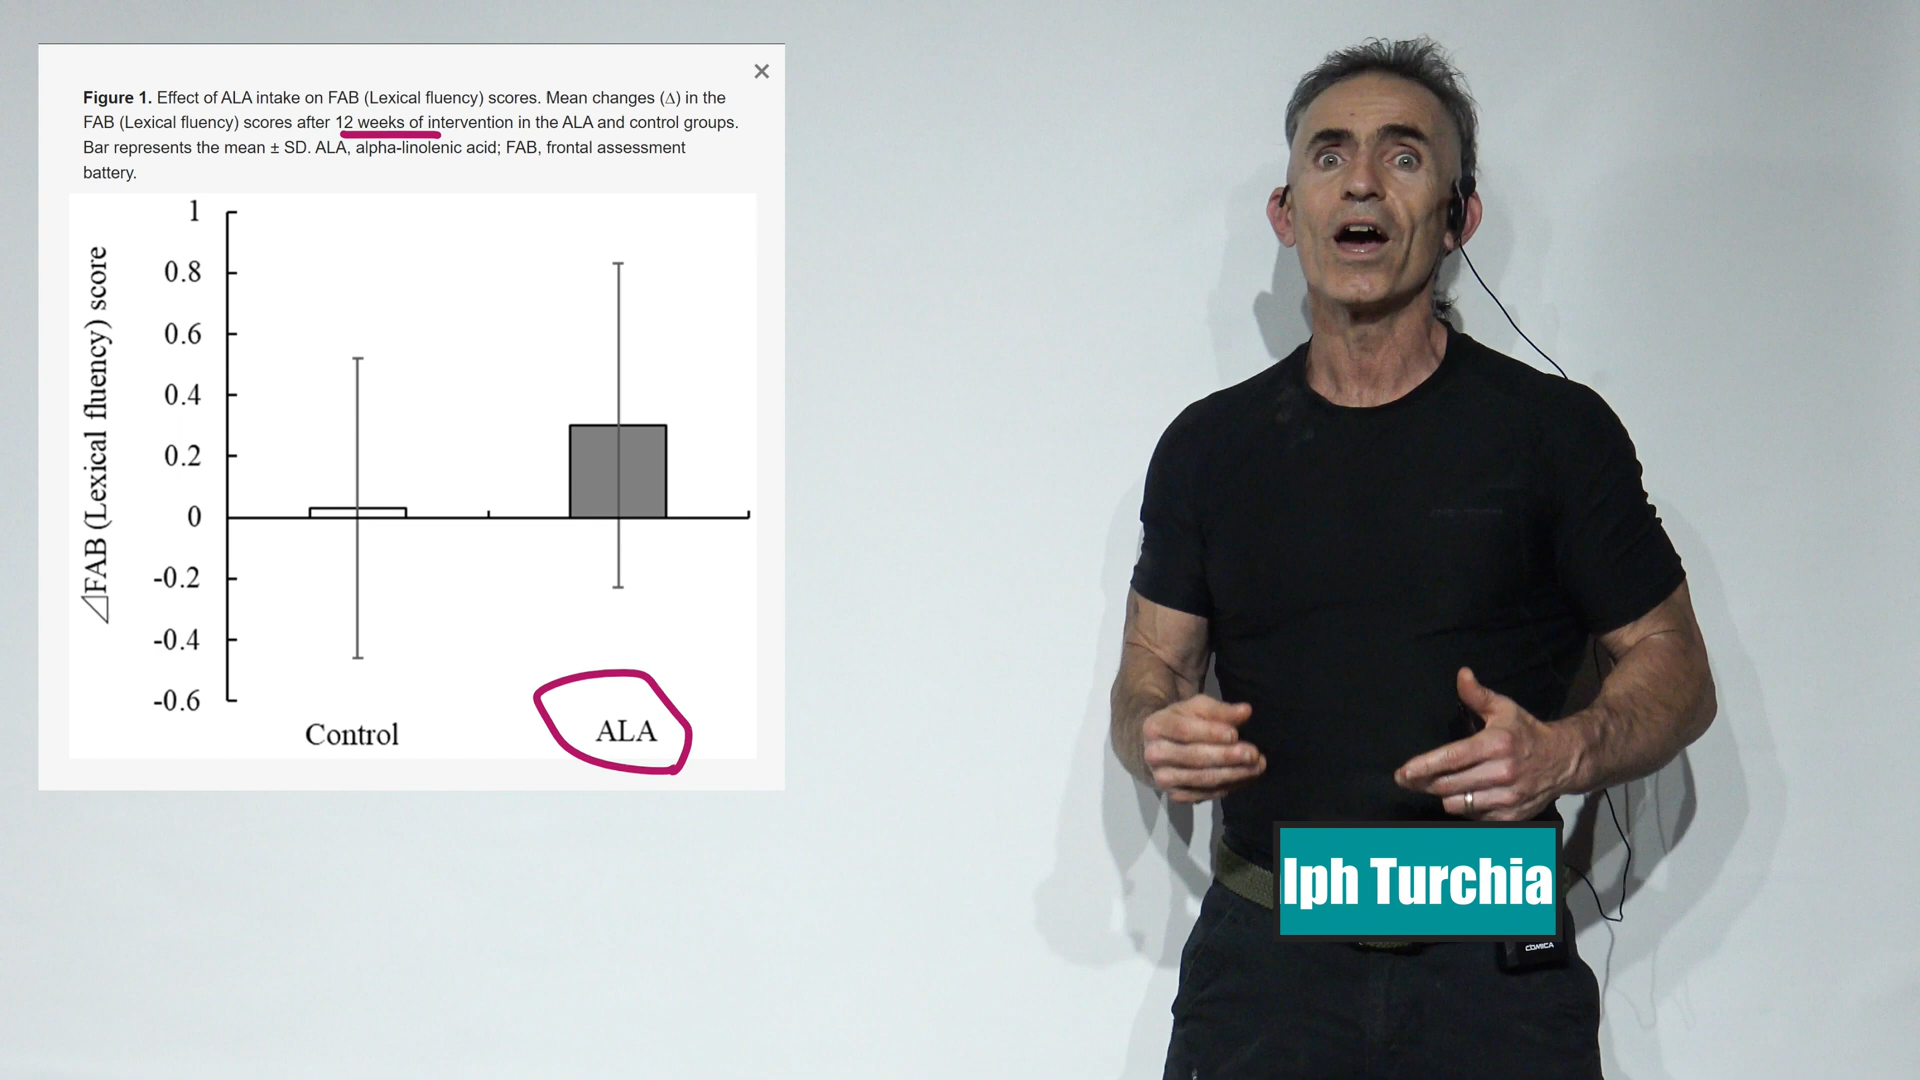 Figure 1. Effect of ALA intake on FAB (Lexical fluency) scores. Mean changes (Δ) in the
FAB (Lexical fluency) scores after 12 weeks of intervention in the ALA and control groups.
Bar represents the mean ± SD. ALA, alpha-linolenic acid; FAB, frontal assessment
battery.
⊿FAB (Lexical fluency) score
1
0.8
0.6
0.4
0.2
0
-0.2
-0.4
-0.6
Control
ALA
lph Turchia
COMICA